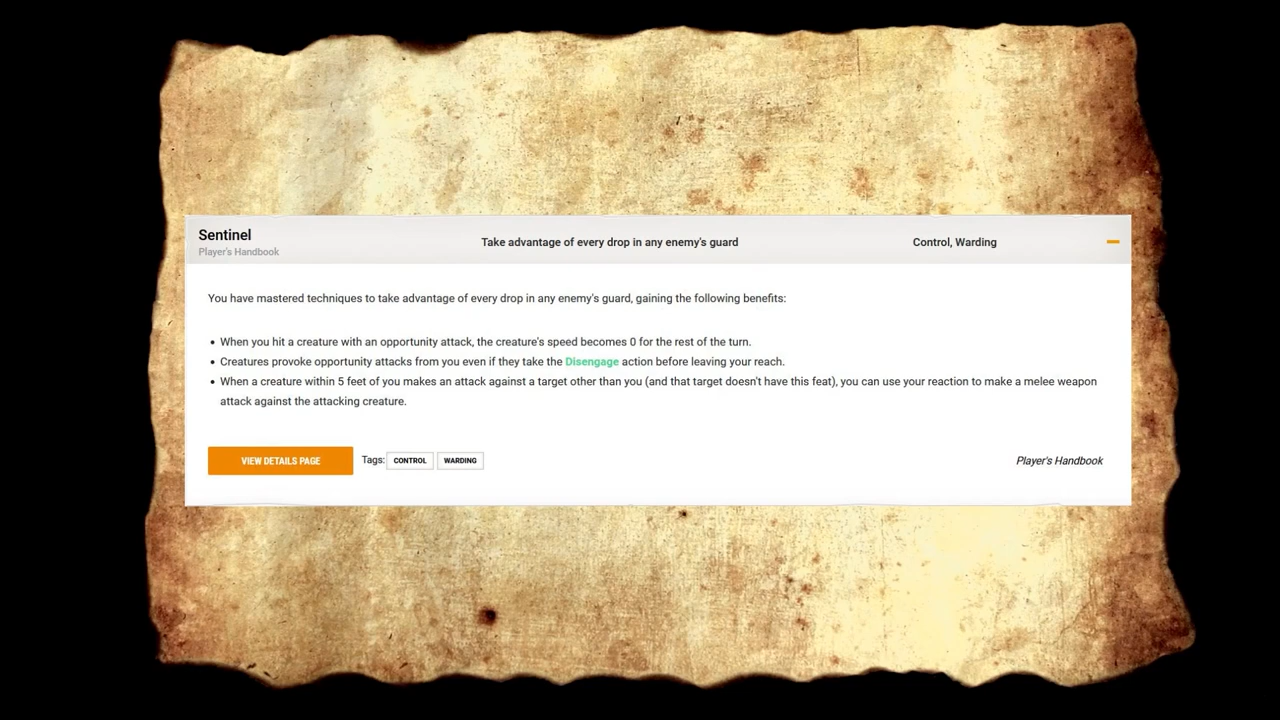 Sentinel
Player's Handbook
Take advantage of every drop in any enemy's guard
Control, Warding
You have mastered techniques to take advantage of every drop in any enemy's guard, gaining the following benefits:
• When you hit a creature with an opportunity attack, the creature's speed becomes 0 for the rest of the turn.
• Creatures provoke opportunity attacks from you even if they take the Disengage action before leaving your reach.
• When a creature within 5 feet of you makes an attack against a target other than you (and that target doesn't have this feat), you can use your reaction to make a melee weapon
attack against the attacking creature.
VIEW DETAILS PAGE
Tags: CONTROL WARDING
Player's Handbook